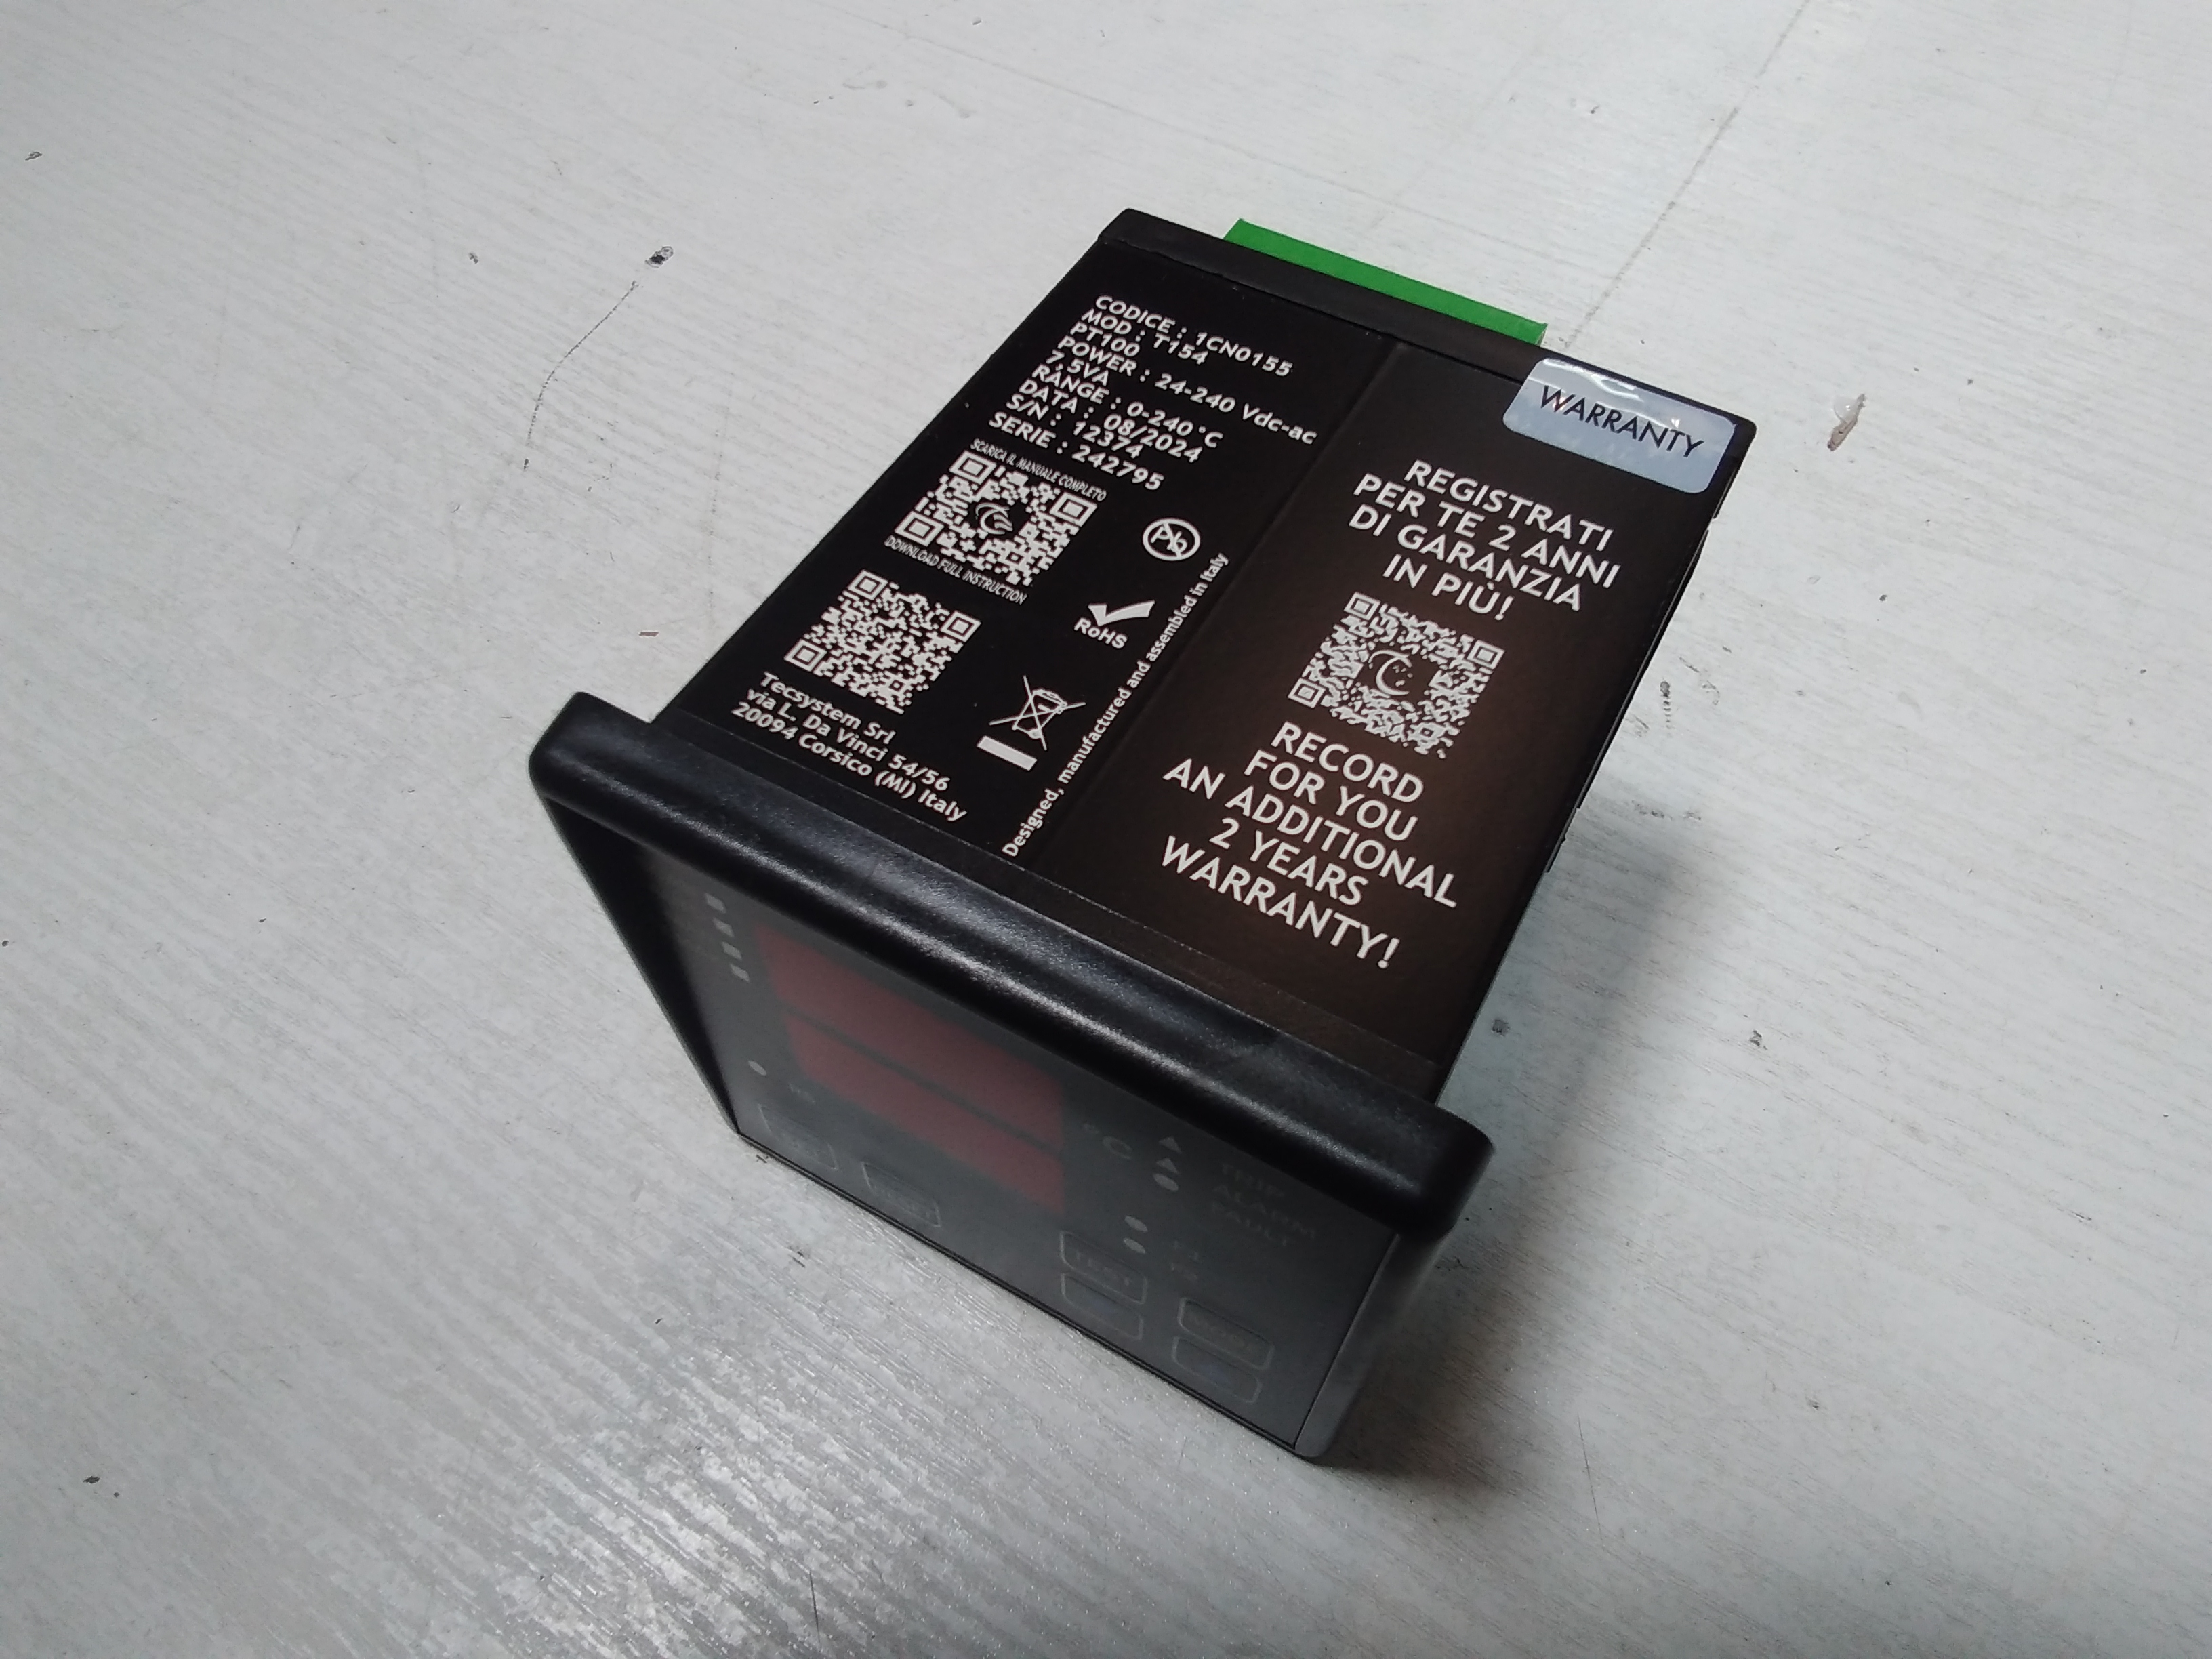 CODICE : 1CN0155
MOD : T154
PT100
POWER : 24-240 Vdc-ac
7,5VA
RANGE : 0-240 °C
DATA : 08/2024
S/N : 12374
SERIE : 242795
SCARICA IL MANUALE COMPLETO
DOWNLOAD FULL INSTRUCTION
Pb
RoHS
Tecsystem Srl
via L. Da Vinci 54/56
20094 Corsico (MI) Italy
Designed, manufactured and assembled in Italy
WARRANTY
REGISTRATI
PER TE 2 ANNI
DI GARANZIA
IN PIÙ!
RECORD
FOR YOU
AN ADDITIONAL
2 YEARS
WARRANTY!
°C
TRIP
ALARM
FAULT
TEST